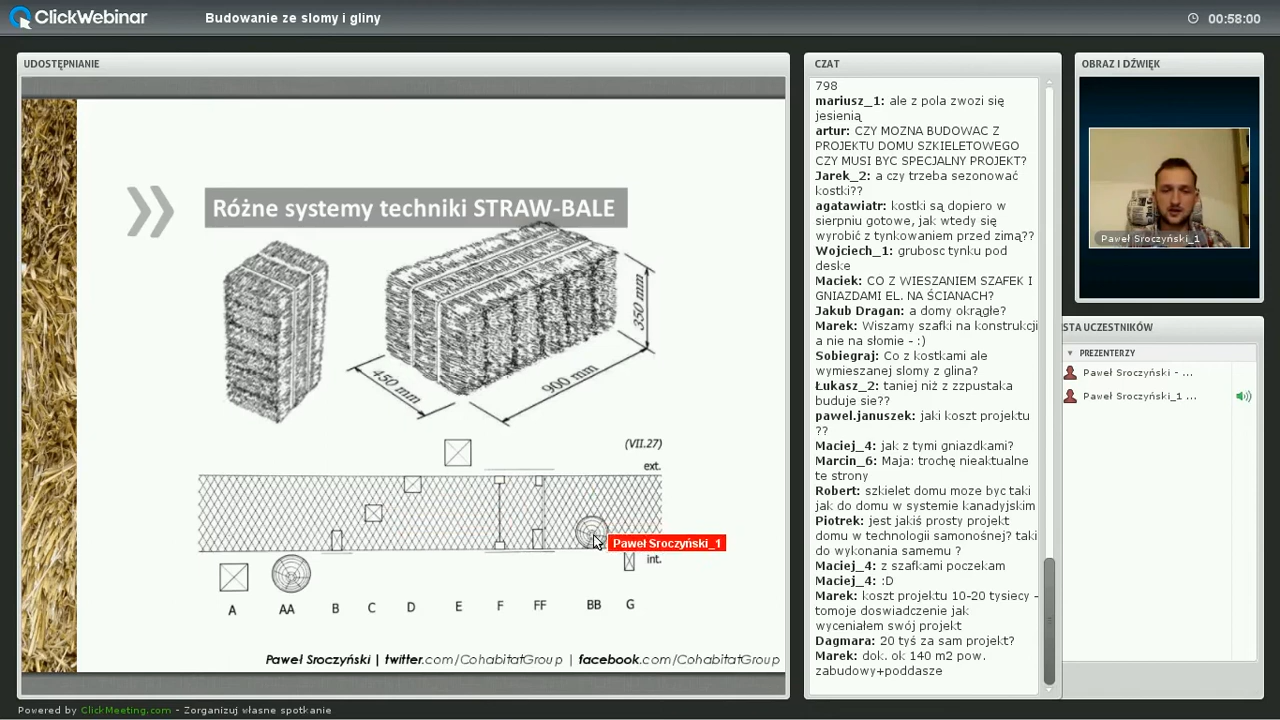 ClickWebinar
Budowanie ze slomy i gliny
00:58:00
UDOSTĘPNIANIE
Różne systemy techniki STRAW-BALE
450 mm
900 mm
350 mm
(VII.27)
ext.
int.
A AA B C D E F FF BB G
Paweł Sroczyński_1
Paweł Sroczyński | twitter.com/CohabitatGroup | facebook.com/CohabitatGroup
CZAT
798
mariusz_1: ale z pola zwozi się
jesienią
artur: CZY MOZNA BUDOWAC Z
PROJEKTU DOMU SZKIELETOWEGO
CZY MUSI BYC SPECJALNY PROJEKT?
Jarek_2: a czy trzeba sezonować
kostki??
agatawiatr: kostki są dopiero w
sierpniu gotowe, jak wtedy się
wyrobić z tynkowaniem przed zimą??
Wojciech_1: grubosc tynku pod
deske
Maciek: CO Z WIESZANIEM SZAFEK I
GNIAZDAMI EL. NA ŚCIANACH?
Jakub Dragan: a domy okrągłe?
Marek: Wiszamy szafki na konstrukcji
a nie na słomie - :)
Sobiegraj: Co z kostkami ale
wymieszanej slomy z glina?
Łukasz_2: taniej niż z zzpustaka
buduje sie??
pawel.januszek: jaki koszt projektu
??
Maciej_4: jak z tymi gniazdkami?
Marcin_6: Maja: trochę nieaktualne
te strony
Robert: szkielet domu moze byc taki
jak do domu w systemie kanadyjskim
Piotrek: jest jakiś prosty projekt
domu w technologii samonośnej? taki
do wykonania samemu ?
Maciej_4: z szafkami poczekam
Maciej_4: :D
Marek: koszt projektu 10-20 tysiecy -
tomoje doswiadczenie jak
wyceniałem swój projekt
Dagmara: 20 tyś za sam projekt?
Marek: dok. ok 140 m2 pow.
zabudowy+poddasze
OBRAZ I DŹWIĘK
Paweł Sroczyński_1
STA UCZESTNIKÓW
PREZENTERZY
Paweł Sroczyński - ...
Paweł Sroczyński_1 ...
Powered by ClickMeeting.com - Zorganizuj własne spotkanie